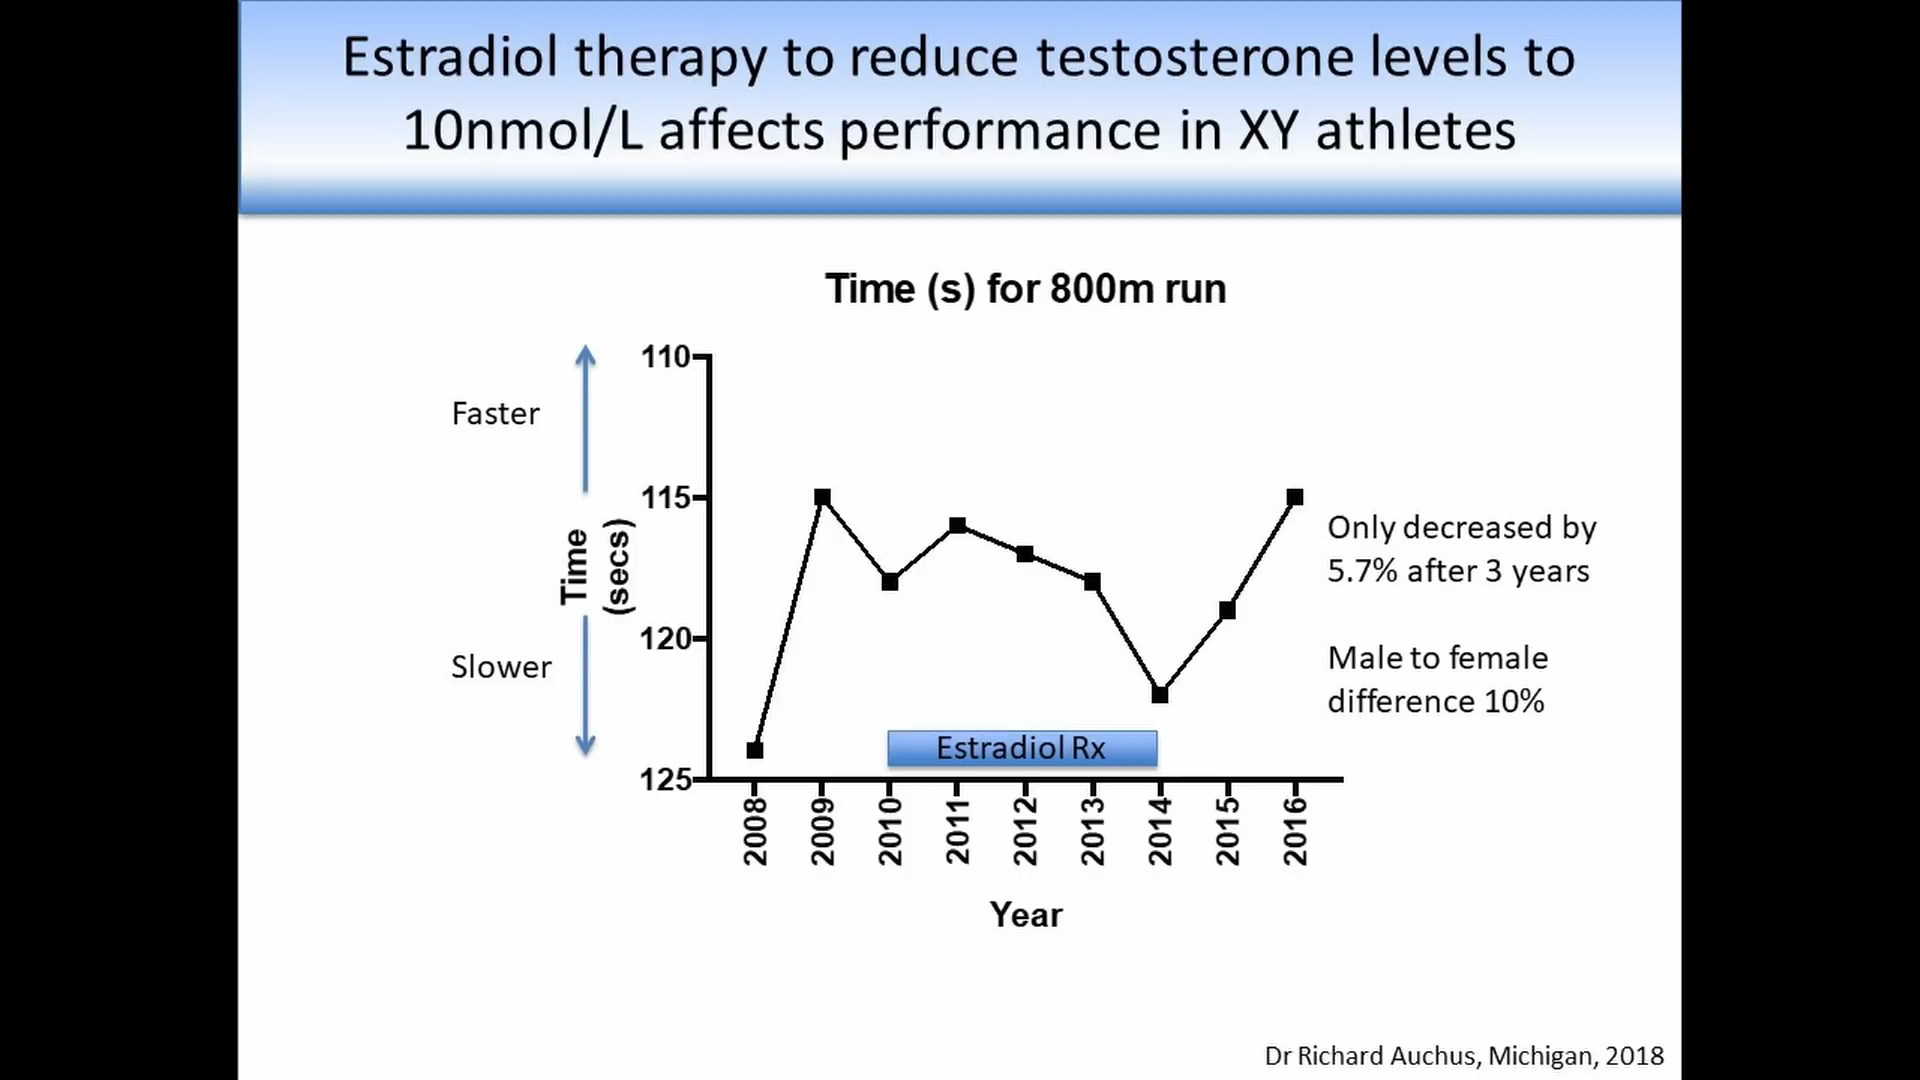 Estradiol therapy to reduce testosterone levels to
10nmol/L affects performance in XY athletes
Time (s) for 800m run
110
Faster
115
Time
(secs)
Only decreased by
5.7% after 3 years
120
Slower
Male to female
difference 10%
Estradiol Rx
125
2008
2009
2010
2011
2012
2013
2014
2015
2016
Year
Dr Richard Auchus, Michigan, 2018